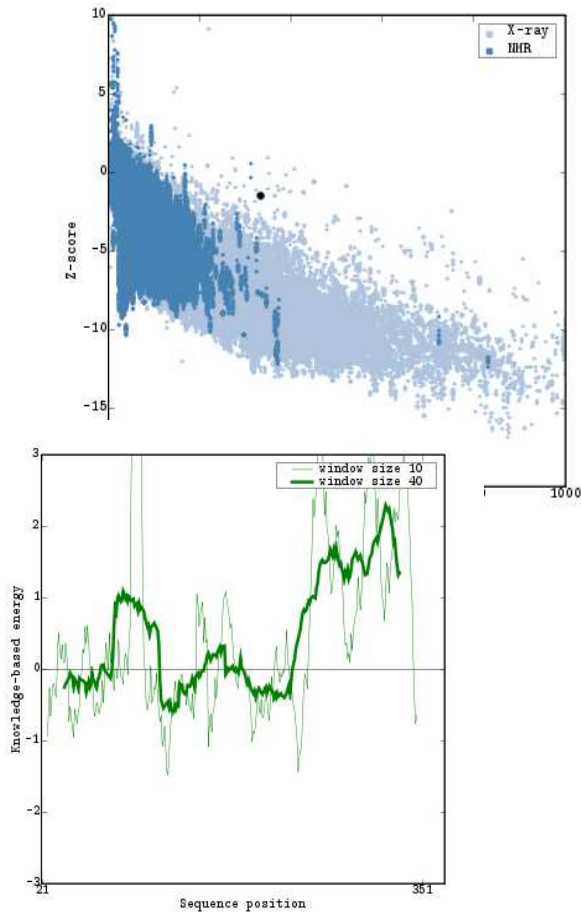 10
X-ray
NMR
5
0
Z-score
−5
−10
−15
1000
3
window size 10
window size 40
2
1
Knowledge-based energy
0
−1
−2
−3
21
351
Sequence position